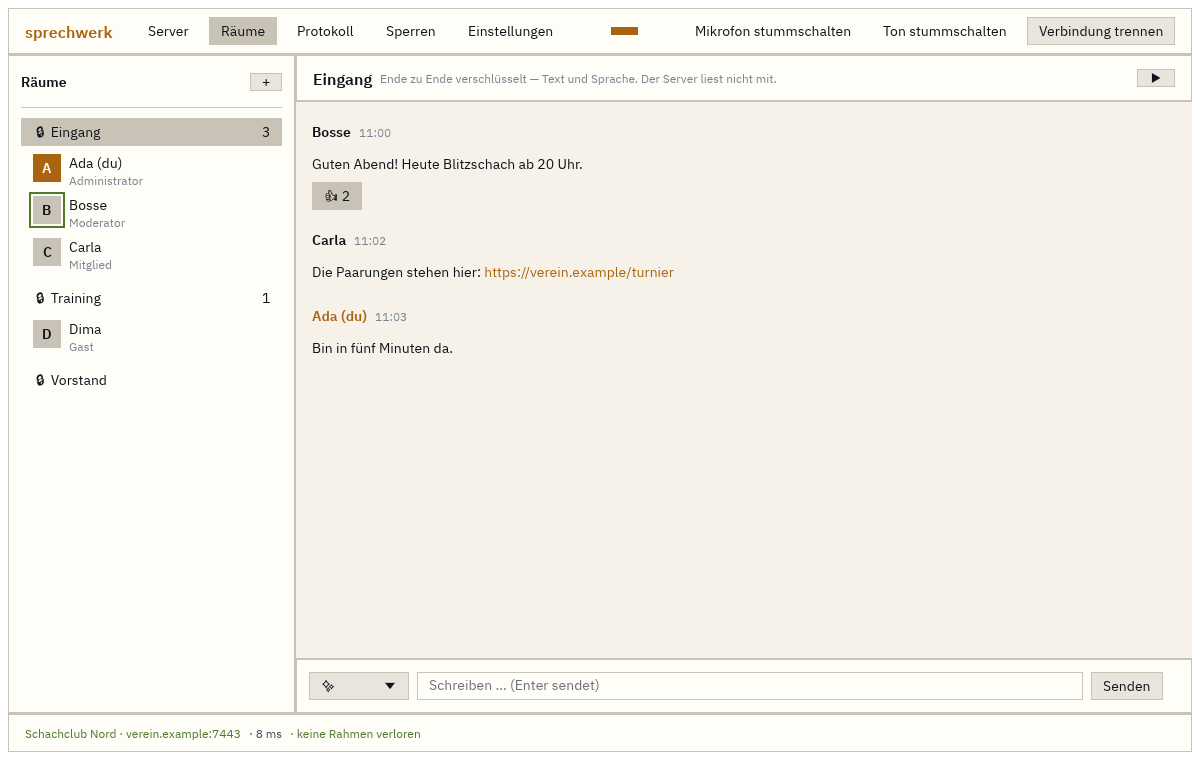 sprechwerk Server Räume Protokoll Sperren Einstellungen Mikrofon stummschalten Ton stummschalten Verbindung trennen
Räume +
Eingang 3
A Ada (du)
Administrator
B Bosse
Moderator
C Carla
Mitglied
Training 1
D Dima
Gast
Vorstand
Eingang Ende zu Ende verschlüsselt — Text und Sprache. Der Server liest nicht mit.
Bosse 11:00
Guten Abend! Heute Blitzschach ab 20 Uhr.
👍 2
Carla 11:02
Die Paarungen stehen hier: https://verein.example/turnier
Ada (du) 11:03
Bin in fünf Minuten da.
Schreiben … (Enter sendet) Senden
Schachclub Nord · verein.example:7443 · 8 ms · keine Rahmen verloren